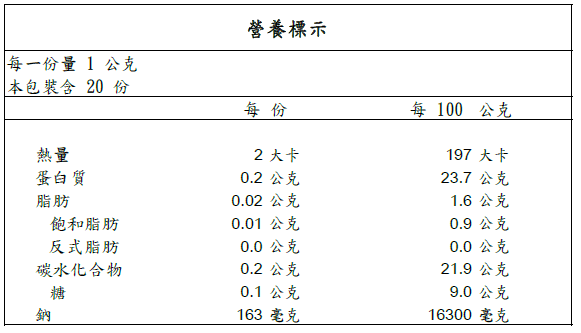 營養標示
每一份量 1 公克
本包裝含 20 份
每 份 每 100 公克
熱量 2 大卡 197 大卡
蛋白質 0.2 公克 23.7 公克
脂肪 0.02 公克 1.6 公克
飽和脂肪 0.01 公克 0.9 公克
反式脂肪 0.0 公克 0.0 公克
碳水化合物 0.2 公克 21.9 公克
糖 0.1 公克 9.0 公克
鈉 163 毫克 16300 毫克